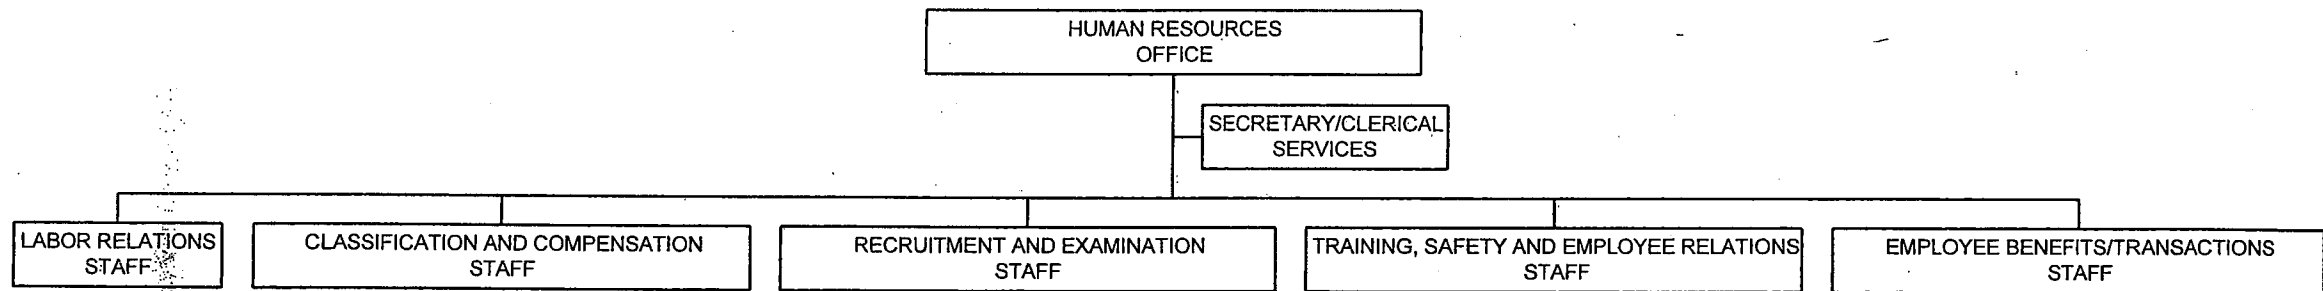 HUMAN RESOURCES
OFFICE
SECRETARY/CLERICAL
SERVICES
LABOR RELATIONS
STAFF
CLASSIFICATION AND COMPENSATION
STAFF
RECRUITMENT AND EXAMINATION
STAFF
TRAINING, SAFETY AND EMPLOYEE RELATIONS
STAFF
EMPLOYEE BENEFITS/TRANSACTIONS
STAFF